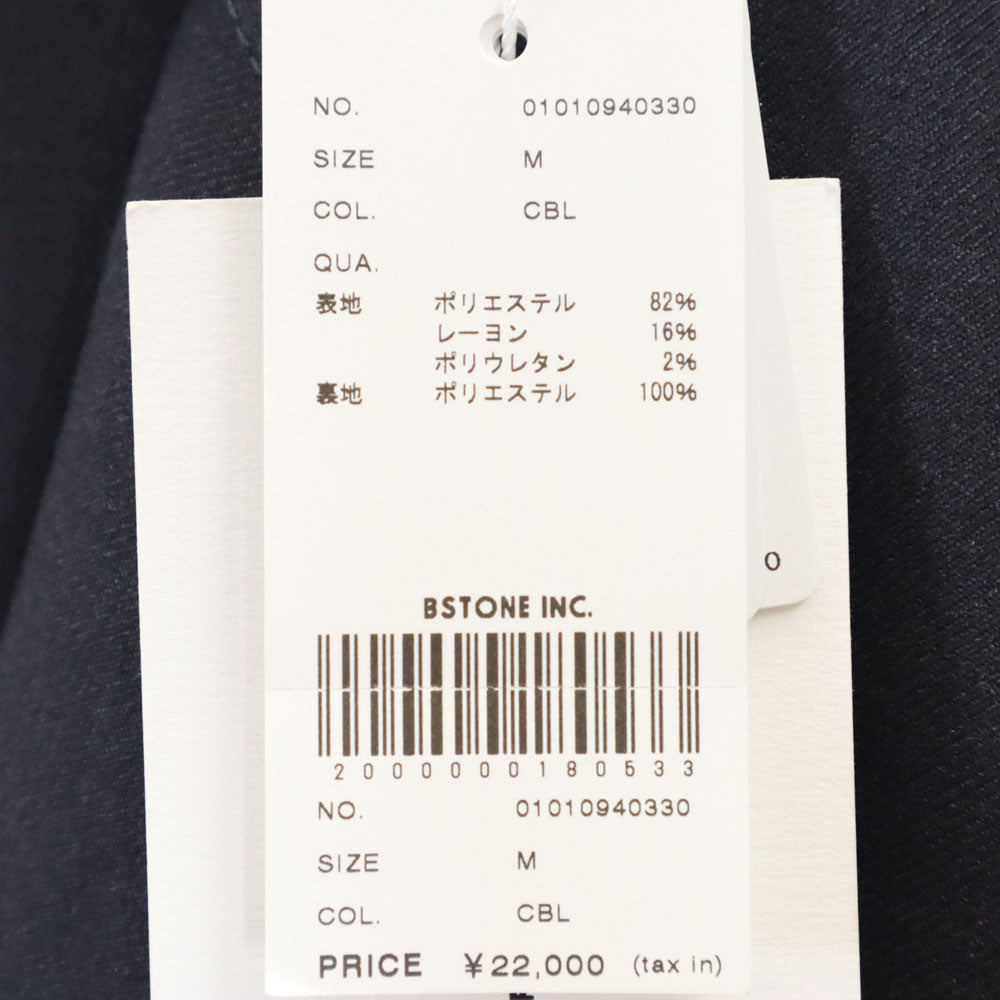 NO. 01010940330
SIZE M
COL. CBL
QUA.
表地 ポリエステル 82%
レーヨン 16%
ポリウレタン 2%
裏地 ポリエステル 100%
O
BSTONE INC.
2000000180533
NO. 01010940330
SIZE M
COL. CBL
PRICE ¥22,000 (tax in)